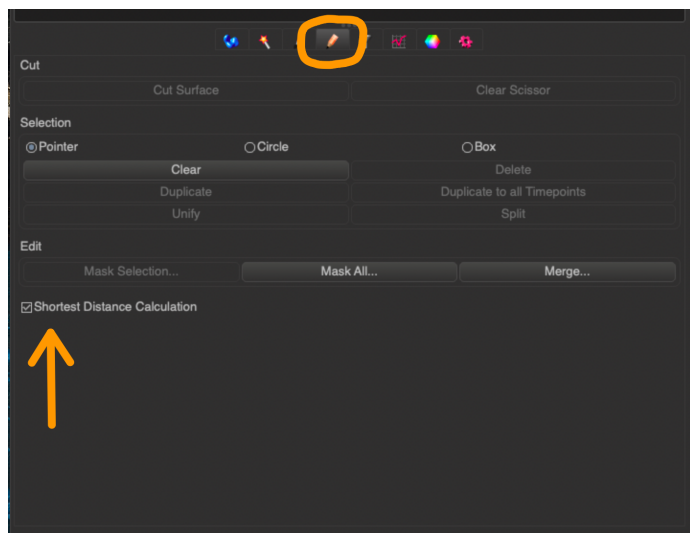 Cut
Cut Surface Clear Scissor
Selection
Pointer Circle Box
Clear Delete
Duplicate Duplicate to all Timepoints
Unify Split
Edit
Mask Selection... Mask All... Merge...
Shortest Distance Calculation